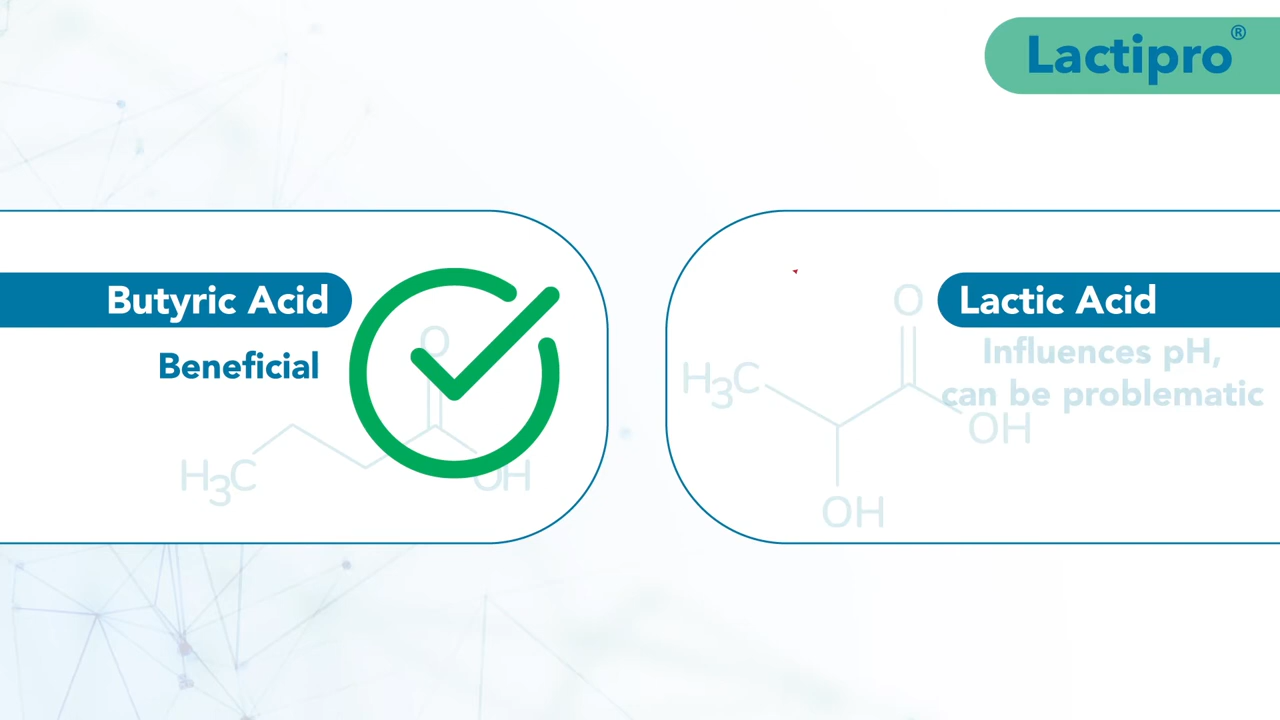 Lactipro®
Butyric Acid
Beneficial
O
H3C
OH
Lactic Acid
Influences pH,
can be problematic
O
H3C
OH
OH